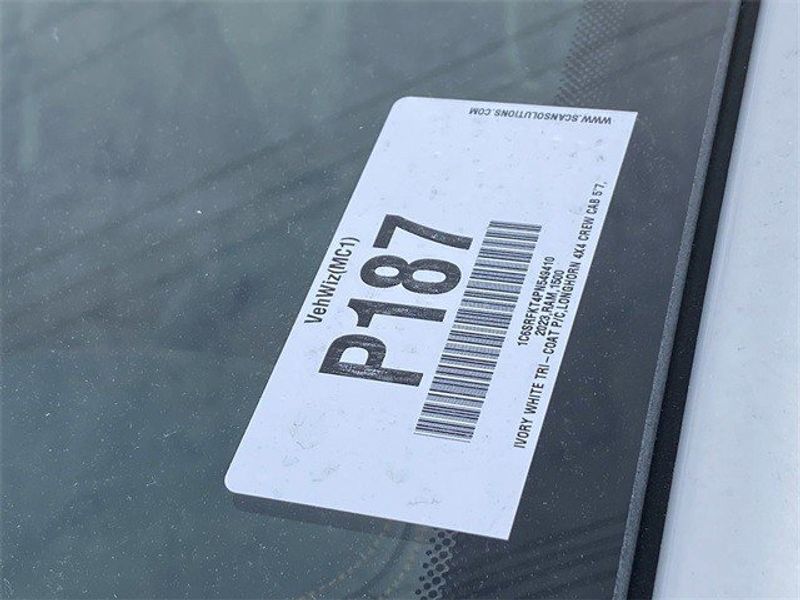 VehWiz(MC1)
P187
1C6SRFKT4PN549410
2023,RAM,1500
IVORY WHITE TRI-COAT P/C,LONGHORN 4X4 CREW CAB 5'7,
WWW.SCANSOLUTIONS.COM